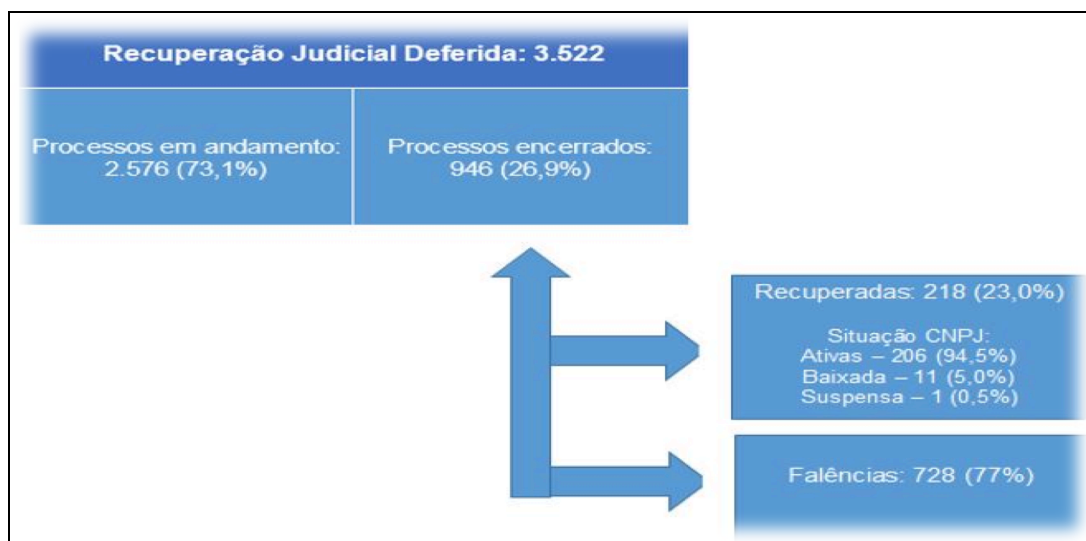 Recuperação Judicial Deferida: 3.522
Processos em andamento:
2.576 (73,1%)
Processos encerrados:
946 (26,9%)
Recuperadas: 218 (23,0%)
Situação CNPJ:
Ativas – 206 (94,5%)
Baixada – 11 (5,0%)
Suspensa – 1 (0,5%)
Falências: 728 (77%)